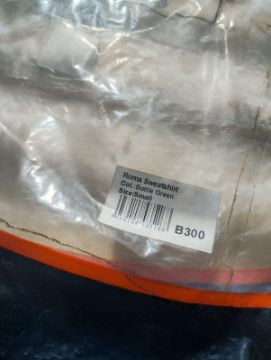 Roma Sweatshirt
Col.:Bottle Green
Size:Small
B300